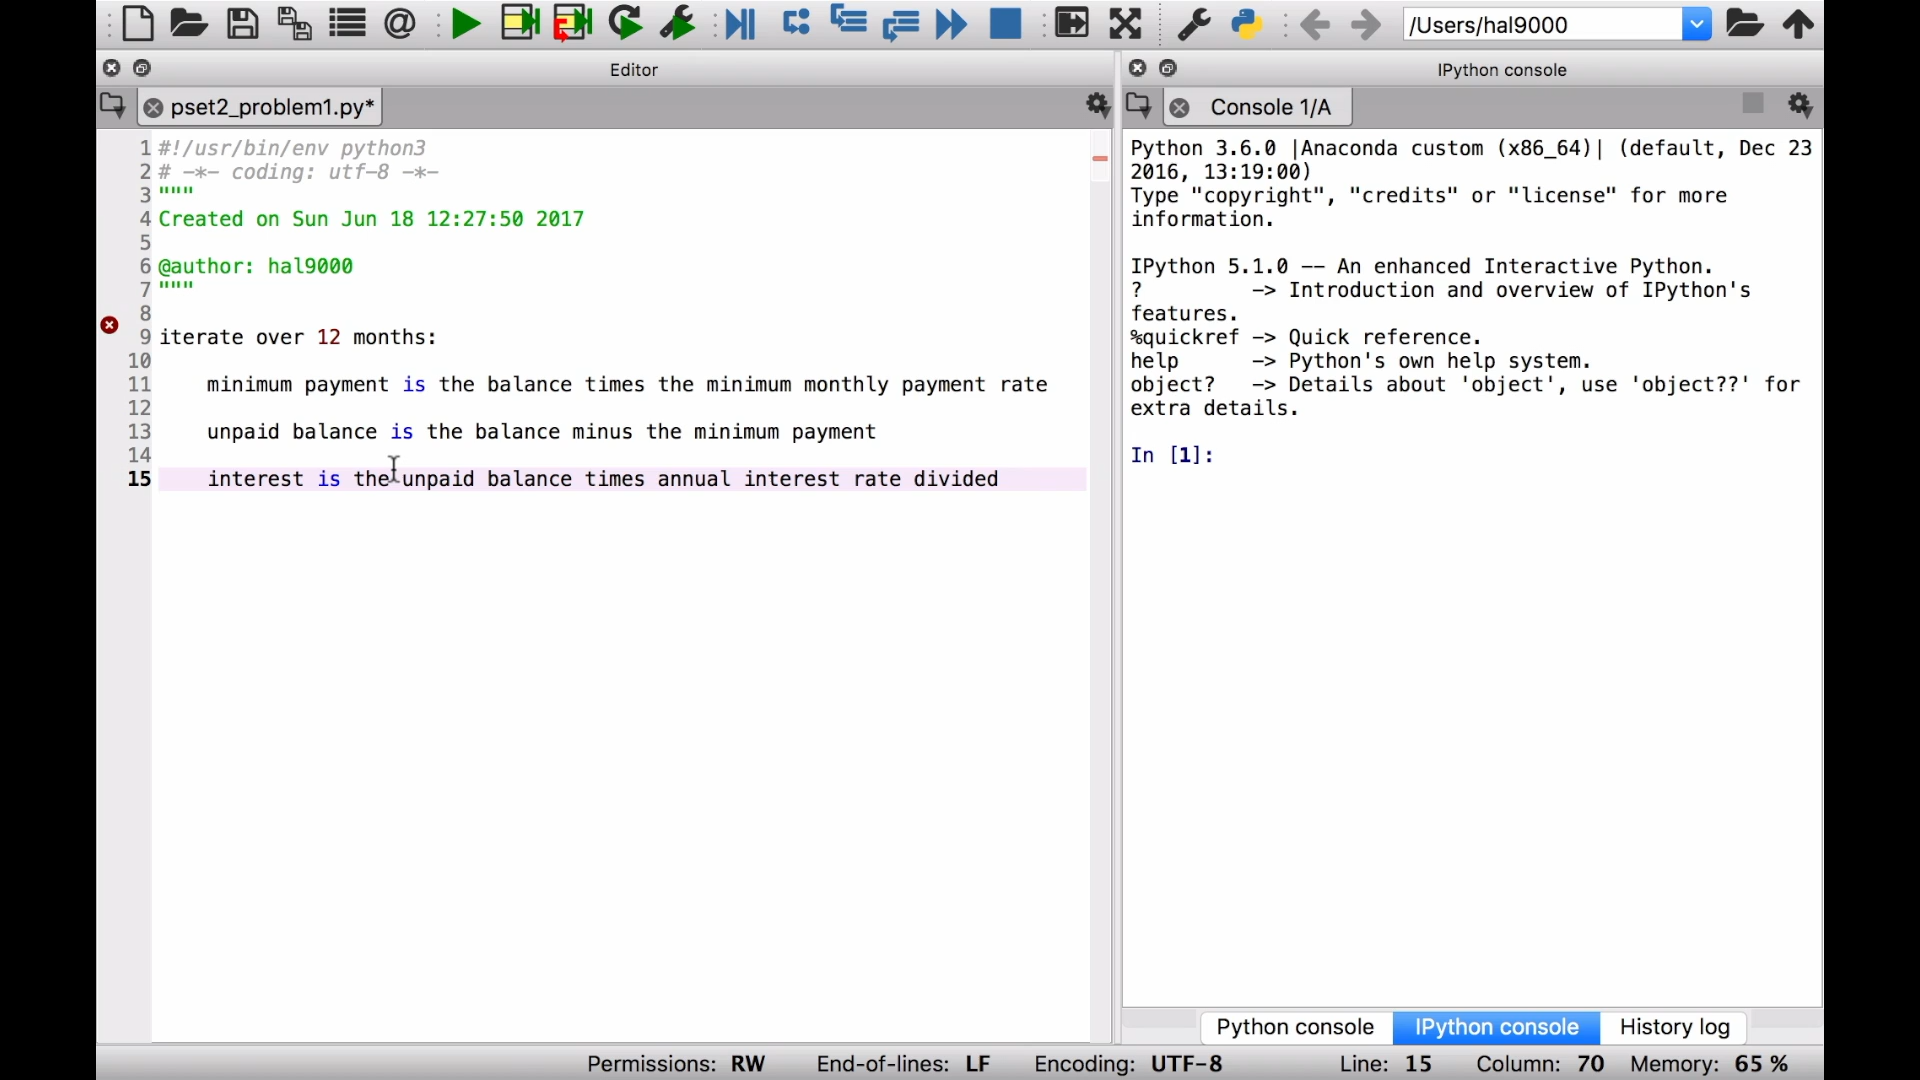 /Users/hal9000
Editor
IPython console
pset2_problem1.py*
Console 1/A
1 #!/usr/bin/env python3
2 # -*- coding: utf-8 -*-
3 """
4 Created on Sun Jun 18 12:27:50 2017
5
6 @author: hal9000
7 """
8
9 iterate over 12 months:
10
11 minimum payment is the balance times the minimum monthly payment rate
12
13 unpaid balance is the balance minus the minimum payment
14
15 interest is the unpaid balance times annual interest rate divided
Python 3.6.0 |Anaconda custom (x86_64)| (default, Dec 23
2016, 13:19:00)
Type "copyright", "credits" or "license" for more
information.
IPython 5.1.0 -- An enhanced Interactive Python.
? -> Introduction and overview of IPython's
features.
%quickref -> Quick reference.
help -> Python's own help system.
object? -> Details about 'object', use 'object??' for
extra details.
In [1]:
Python console IPython console History log
Permissions: RW End-of-lines: LF Encoding: UTF-8 Line: 15 Column: 70 Memory: 65 %